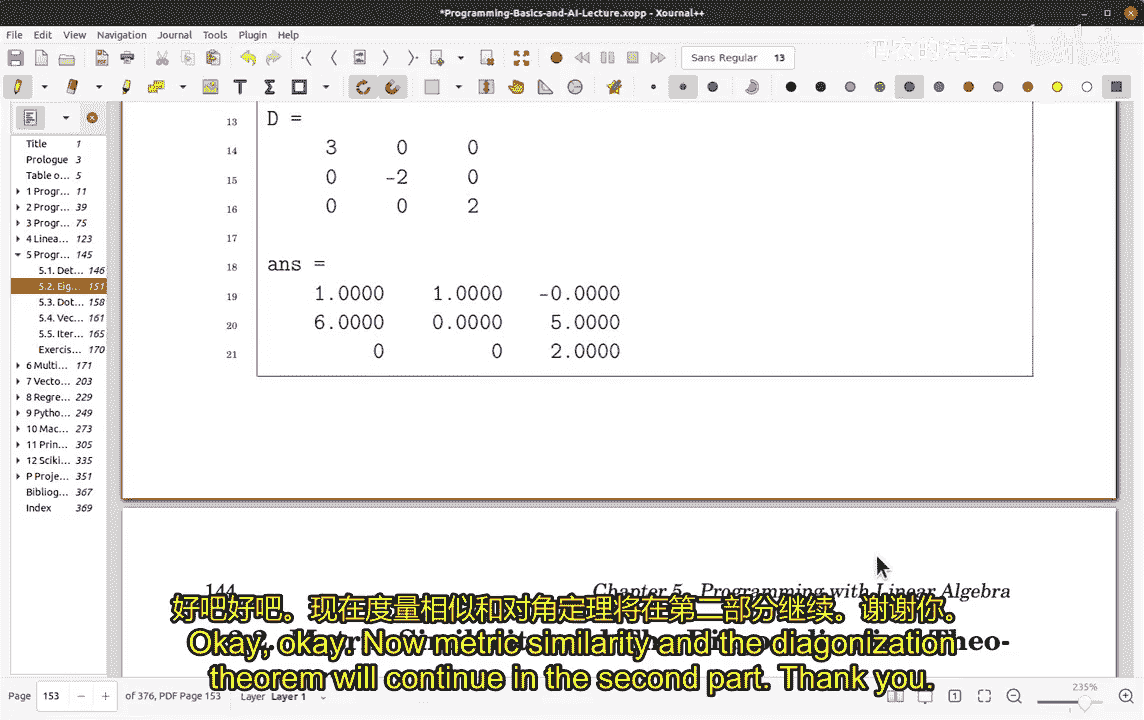 *Programming-Basics-and-AI-Lecture.xopp - Xournal++
File Edit View Navigation Journal Tools Plugin Help
Sans Regular 13
Title 1
Prologue 3
Table o... 5
1 Progr... 11
2 Progr... 39
3 Progr... 75
4 Linea... 123
5 Progr... 145
5.1. Det... 146
5.2. Eig... 151
5.3. Dot... 158
5.4. Vec... 161
5.5. Iter... 165
Exercis... 170
6 Multi... 171
7 Vecto... 203
8 Regre... 229
9 Pytho... 249
10 Mac... 273
11 Prin... 305
12 Sciki... 335
P Proje... 351
Bibliog... 367
Index 369
13 D =
14 3 0 0
15 0 -2 0
16 0 0 2
17
18 ans =
19 1.0000 1.0000 -0.0000
20 6.0000 0.0000 5.0000
21 0 0 2.0000
144 Chapter 5. Programming with Linear Algebra
好吧好吧。现在度量相似和对角定理将在第二部分继续。谢谢你。
Okay, okay. Now metric similarity and the diagonization
theorem will continue in the second part. Thank you.
Page 153 of 376, PDF Page 153 Layer Layer 1 235%